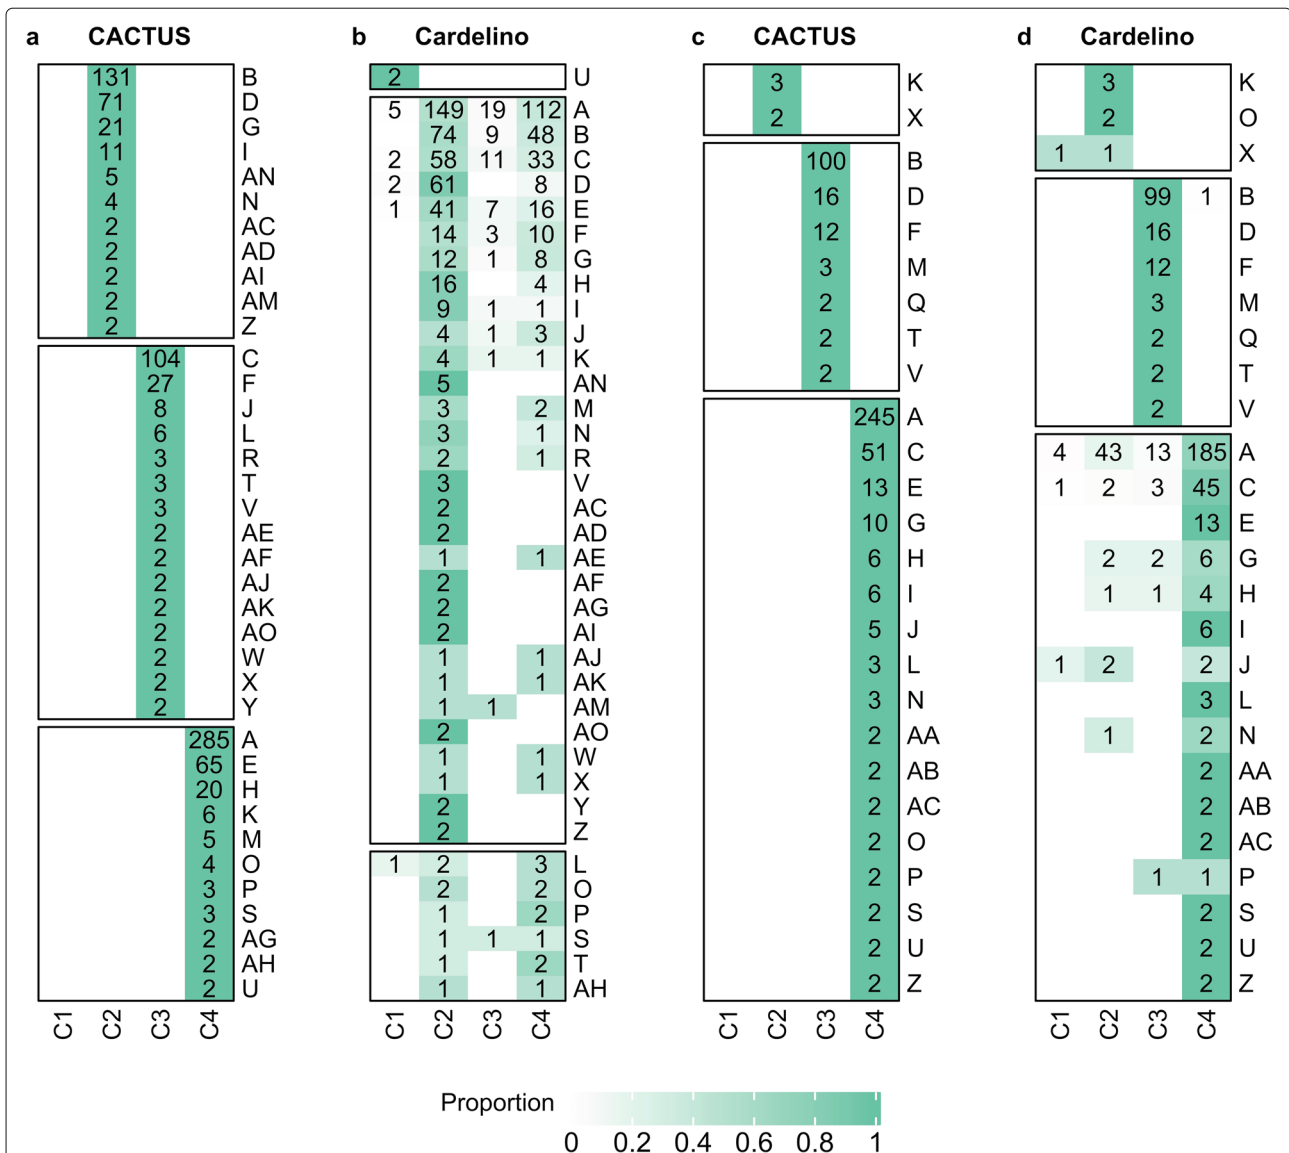 a CACTUS
131 B
71 D
21 G
11 I
5 AN
4 N
2 AC
2 AD
2 AI
2 AM
2 Z
104 C
27 F
8 J
6 L
3 R
3 T
3 V
2 AE
2 AF
2 AJ
2 AK
2 AO
2 W
2 X
2 Y
285 A
65 E
20 H
6 K
5 M
4 O
3 P
3 S
2 AG
2 AH
2 U
C1 C2 C3 C4
b Cardelino
2 U
5 149 19 112 A
74 9 48 B
2 58 11 33 C
2 61 8 D
1 41 7 16 E
14 3 10 F
12 1 8 G
16 4 H
9 1 1 I
4 1 3 J
4 1 1 K
5 AN
3 2 M
3 1 N
2 1 R
3 V
2 AC
2 AD
1 1 AE
2 AF
2 AG
2 AI
1 1 AJ
1 1 AK
1 1 AM
2 AO
1 1 W
1 1 X
2 Y
2 Z
1 2 3 L
2 2 O
1 2 P
1 1 1 S
1 2 T
1 1 AH
C1 C2 C3 C4
c CACTUS
3 K
2 X
100 B
16 D
12 F
3 M
2 Q
2 T
2 V
245 A
51 C
13 E
10 G
6 H
6 I
5 J
3 L
3 N
2 AA
2 AB
2 AC
2 O
2 P
2 S
2 U
2 Z
C1 C2 C3 C4
d Cardelino
3 K
2 O
1 1 X
99 1 B
16 D
12 F
3 M
2 Q
2 T
2 V
4 43 13 185 A
1 2 3 45 C
13 E
2 2 6 G
1 1 4 H
6 I
1 2 2 J
3 L
1 2 N
2 AA
2 AB
2 AC
1 1 P
2 S
2 U
2 Z
C1 C2 C3 C4
Proportion
0 0.2 0.4 0.6 0.8 1